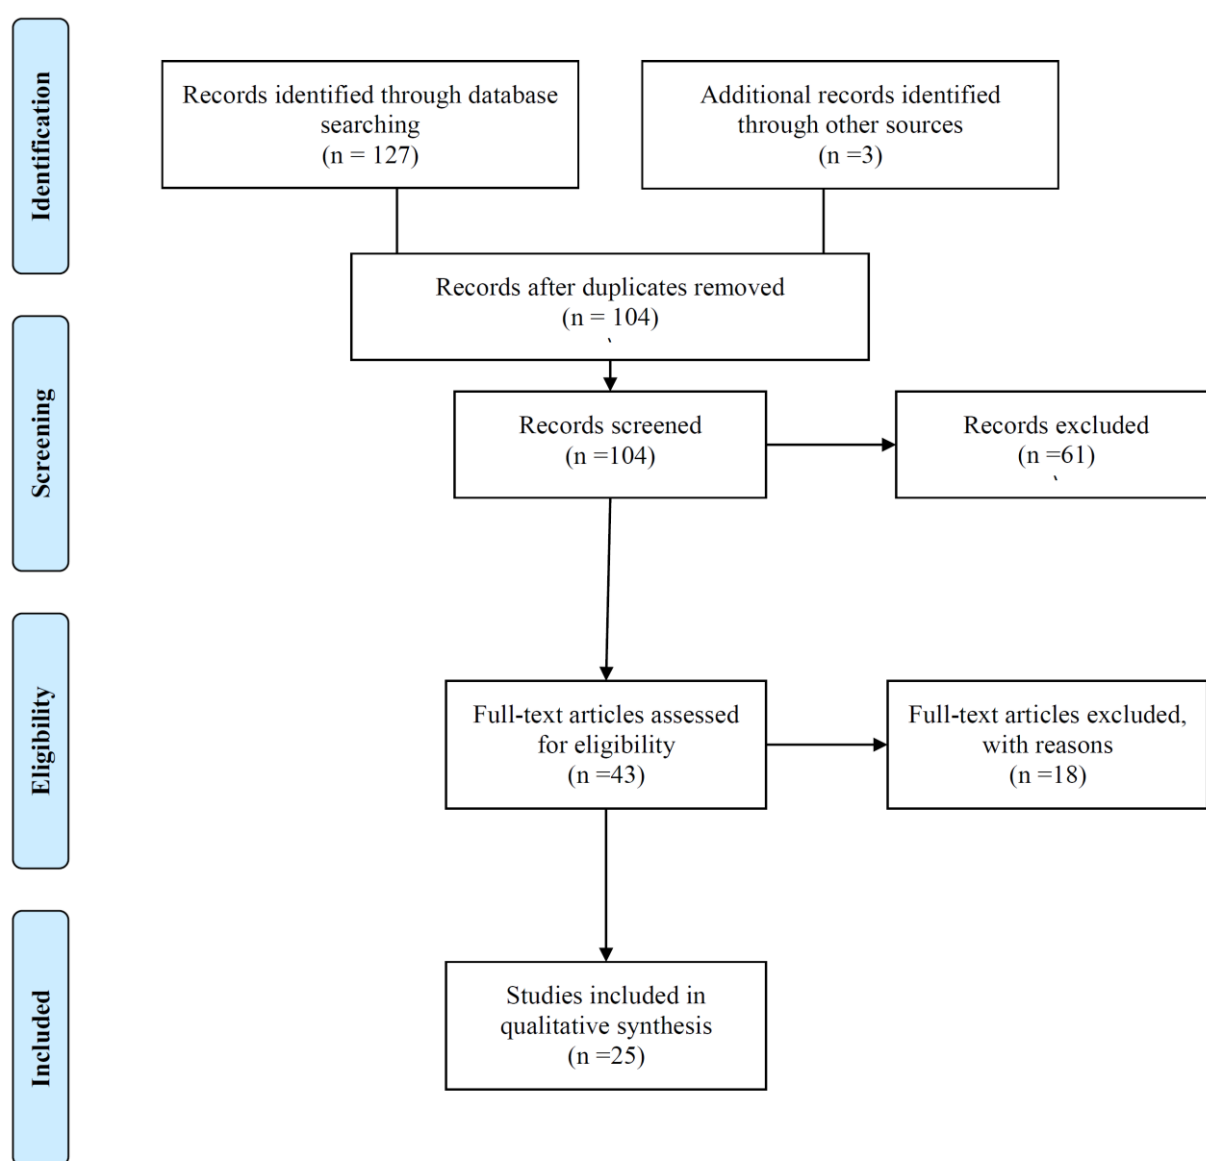 Identification
Records identified through database
searching
(n = 127)
Additional records identified
through other sources
(n =3)
Records after duplicates removed
(n = 104)
Screening
Records screened
(n =104)
Records excluded
(n =61)
Eligibility
Full-text articles assessed
for eligibility
(n =43)
Full-text articles excluded,
with reasons
(n =18)
Included
Studies included in
qualitative synthesis
(n =25)